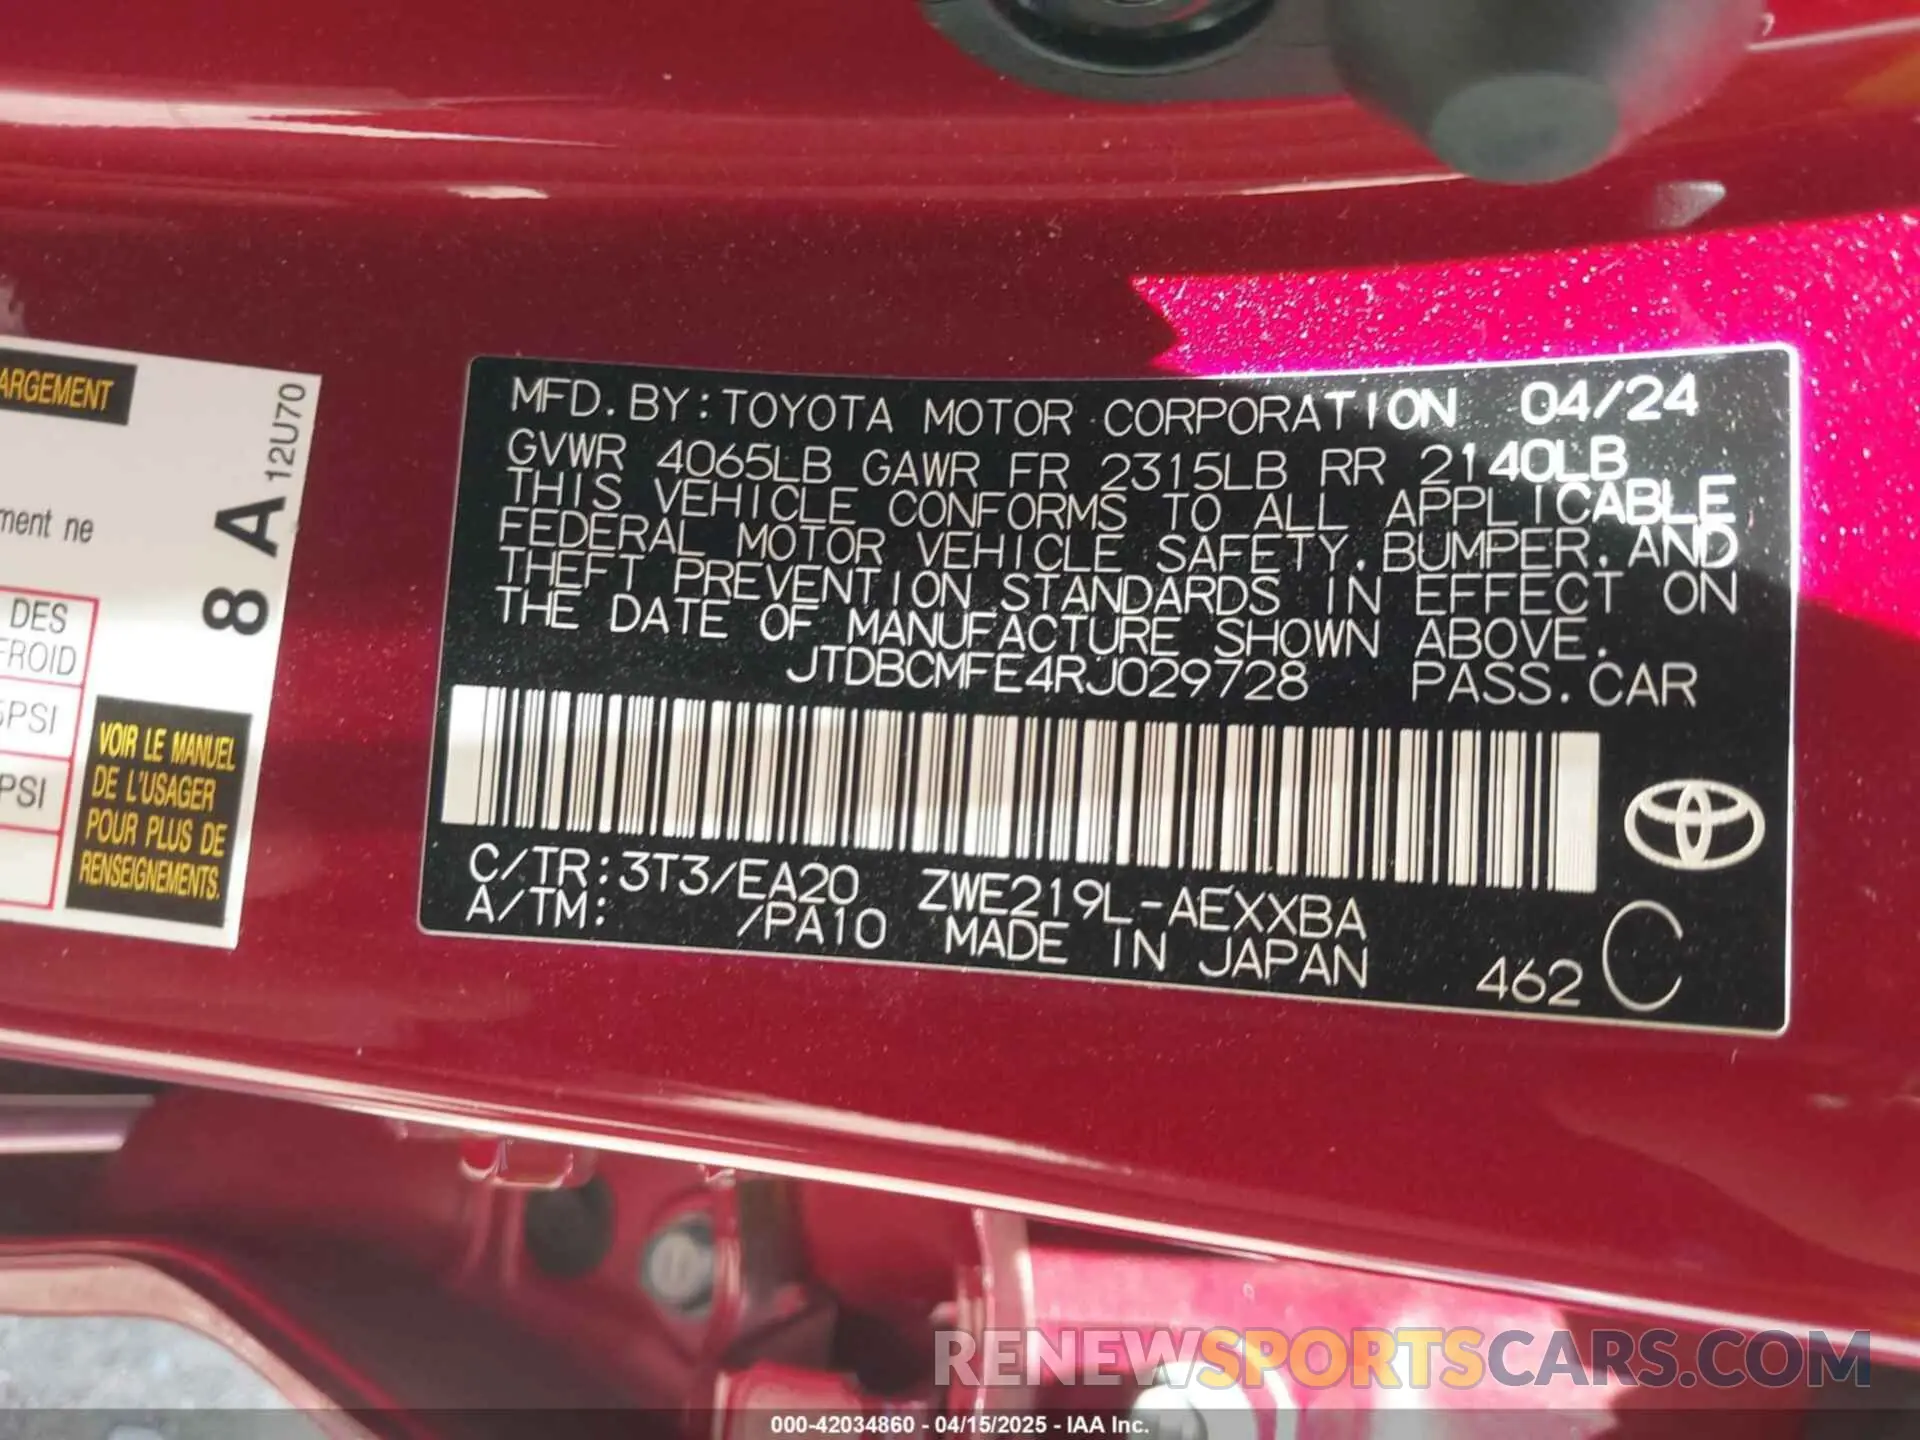 ARGEMENT
12U70
8 A
ment ne
DES
FROID
PSI
PSI
VOIR LE MANUEL
DE L'USAGER
POUR PLUS DE
RENSEIGNEMENTS.
MFD.BY:TOYOTA MOTOR CORPORATION 04/24
GVWR 4065LB GAWR FR 2315LB RR 2140LB
THIS VEHICLE CONFORMS TO ALL APPLICABLE
FEDERAL MOTOR VEHICLE SAFETY,BUMPER,AND
THEFT PREVENTION STANDARDS IN EFFECT ON
THE DATE OF MANUFACTURE SHOWN ABOVE.
JTDBCMFE4RJ029728 PASS.CAR
C/TR:3T3/EA20 ZWE219L-AEXXBA
A/TM: /PA10 MADE IN JAPAN 462 C
RENEWSPORTSCARS.COM
000-42034860 - 04/15/2025 - IAA Inc.